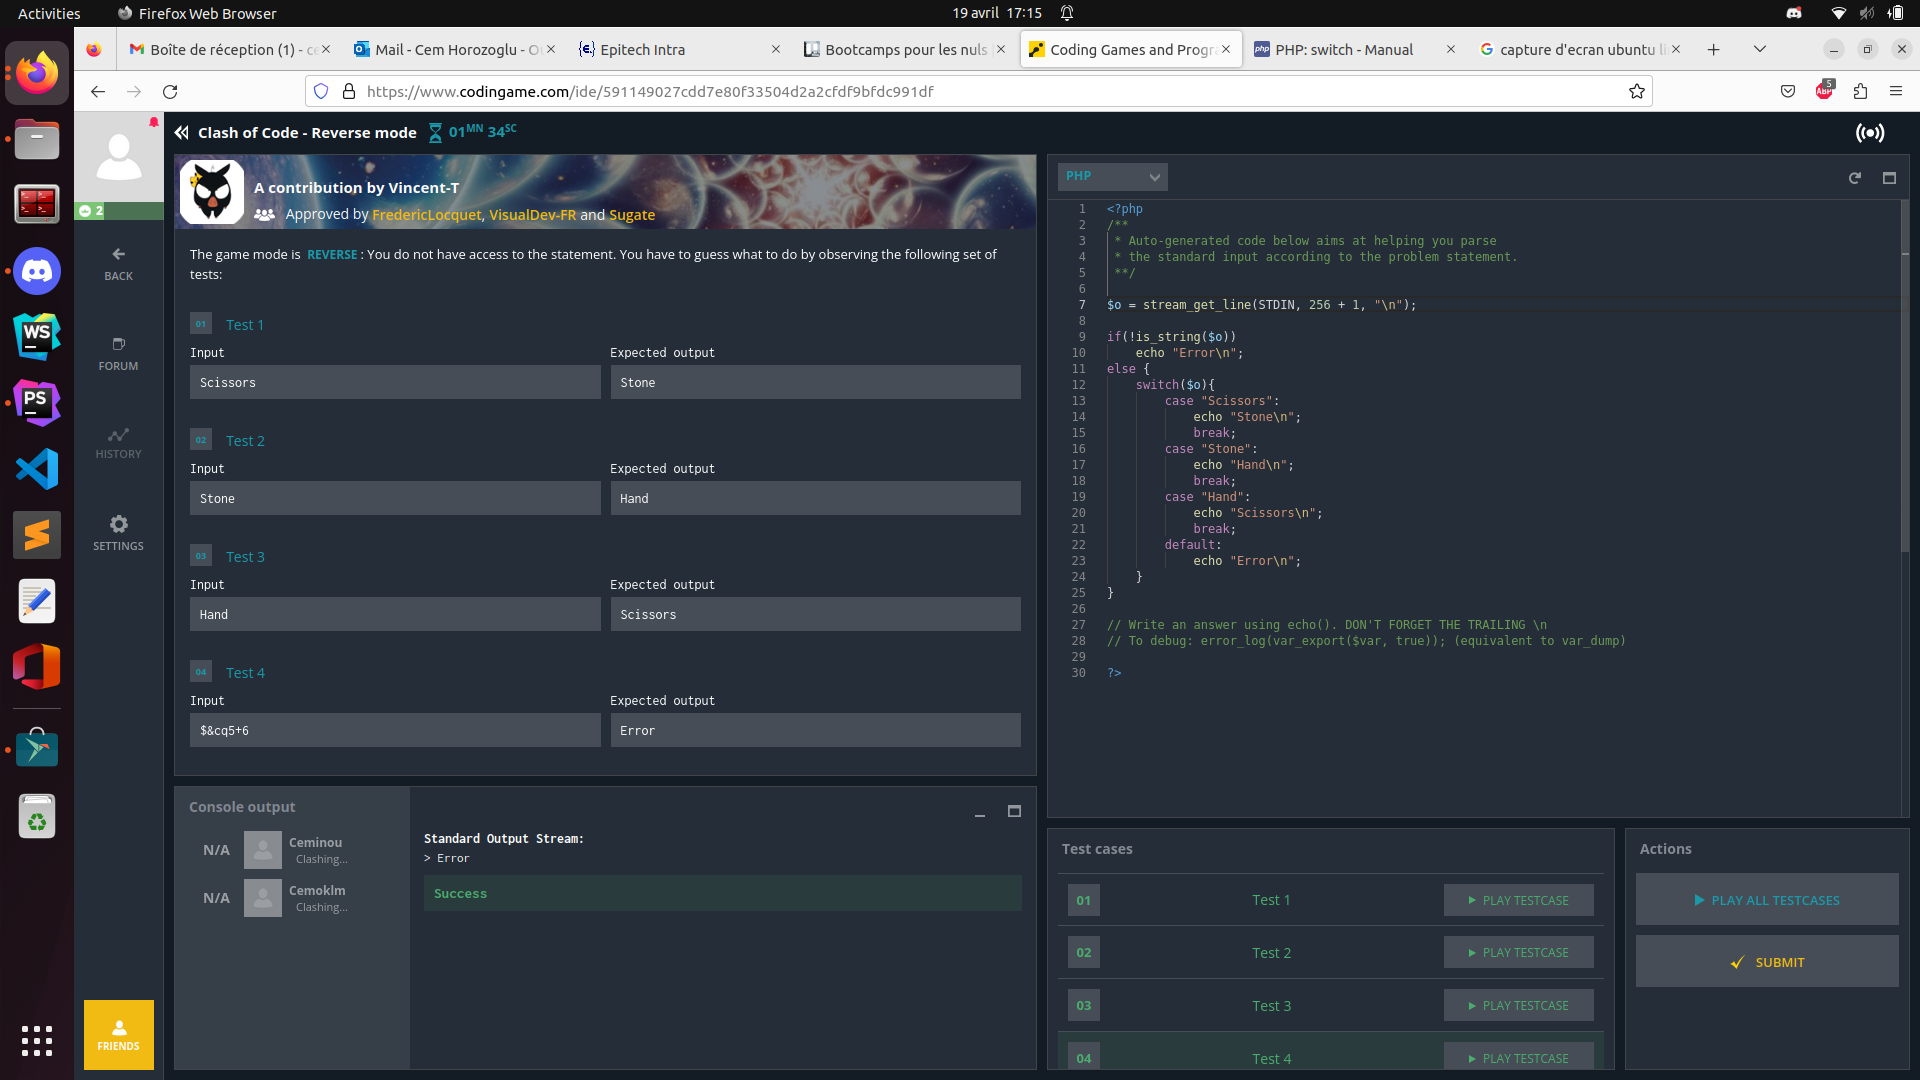 Activities
Firefox Web Browser
19 avril 17:15
Boîte de réception (1) - ce
Mail - Cem Horozoglu - O
Epitech Intra
Bootcamps pour les nuls
Coding Games and Progra
PHP: switch - Manual
capture d'ecran ubuntu li
https://www.codingame.com/ide/591149027cdd7e80f33504d2a2cfdf9bfdc991df
5
ABP
2
BACK
FORUM
HISTORY
SETTINGS
FRIENDS
Clash of Code - Reverse mode 01MN 34SC
A contribution by Vincent-T
Approved by FredericLocquet, VisualDev-FR and Sugate
The game mode is REVERSE : You do not have access to the statement. You have to guess what to do by observing the following set of
tests:
01 Test 1
Input Expected output
Scissors Stone
02 Test 2
Input Expected output
Stone Hand
03 Test 3
Input Expected output
Hand Scissors
04 Test 4
Input Expected output
$&cq5+6 Error
Console output
N/A Ceminou
Clashing...
N/A Cemoklm
Clashing...
Standard Output Stream:
> Error
Success
PHP
1 <?php
2 /**
3 * Auto-generated code below aims at helping you parse
4 * the standard input according to the problem statement.
5 **/
6
7 $o = stream_get_line(STDIN, 256 + 1, "\n");
8
9 if(!is_string($o))
10 echo "Error\n";
11 else {
12 switch($o){
13 case "Scissors":
14 echo "Stone\n";
15 break;
16 case "Stone":
17 echo "Hand\n";
18 break;
19 case "Hand":
20 echo "Scissors\n";
21 break;
22 default:
23 echo "Error\n";
24 }
25 }
26
27 // Write an answer using echo(). DON'T FORGET THE TRAILING \n
28 // To debug: error_log(var_export($var, true)); (equivalent to var_dump)
29
30 ?>
Test cases
01 Test 1 PLAY TESTCASE
02 Test 2 PLAY TESTCASE
03 Test 3 PLAY TESTCASE
04 Test 4 PLAY TESTCASE
Actions
PLAY ALL TESTCASES
SUBMIT
WS
PS